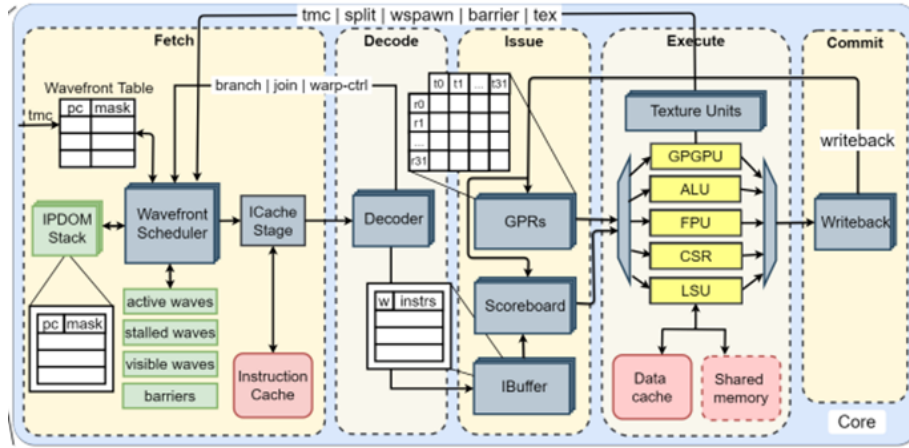 tmc | split | wspawn | barrier | tex
Fetch
Decode
Issue
Execute
Commit
Wavefront Table
pc mask
tmc
branch | join | warp-ctrl
t0 t1 ... t31
r0
r1
...
r31
Texture Units
writeback
GPGPU
ALU
FPU
CSR
LSU
IPDOM
Stack
Wavefront
Scheduler
ICache
Stage
Decoder
GPRs
Writeback
pc mask
active waves
stalled waves
visible waves
barriers
Instruction
Cache
w instrs
Scoreboard
IBuffer
Data
cache
Shared
memory
Core